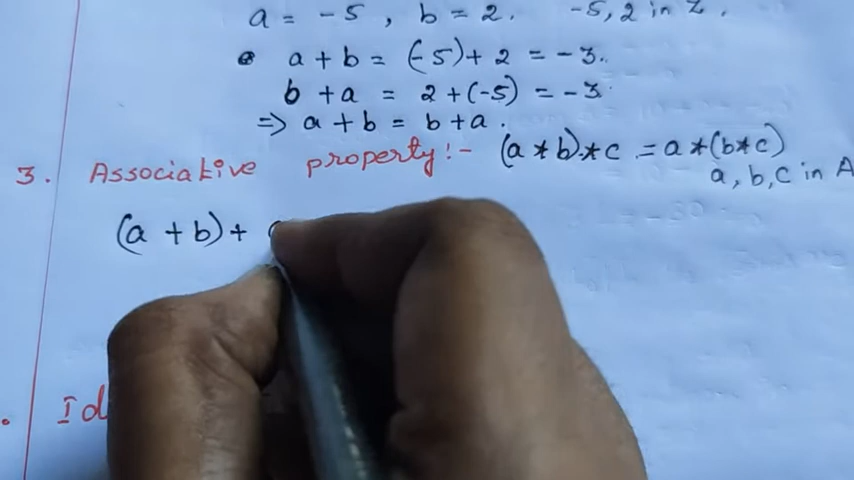 a = -5 , b = 2. -5, 2 in Z .
a + b = (-5) + 2 = -3.
b + a = 2 + (-5) = -3
=> a + b = b + a .
3. Associative property :- (a * b) * c = a * (b * c)
a, b, c in A
(a + b) +
Id